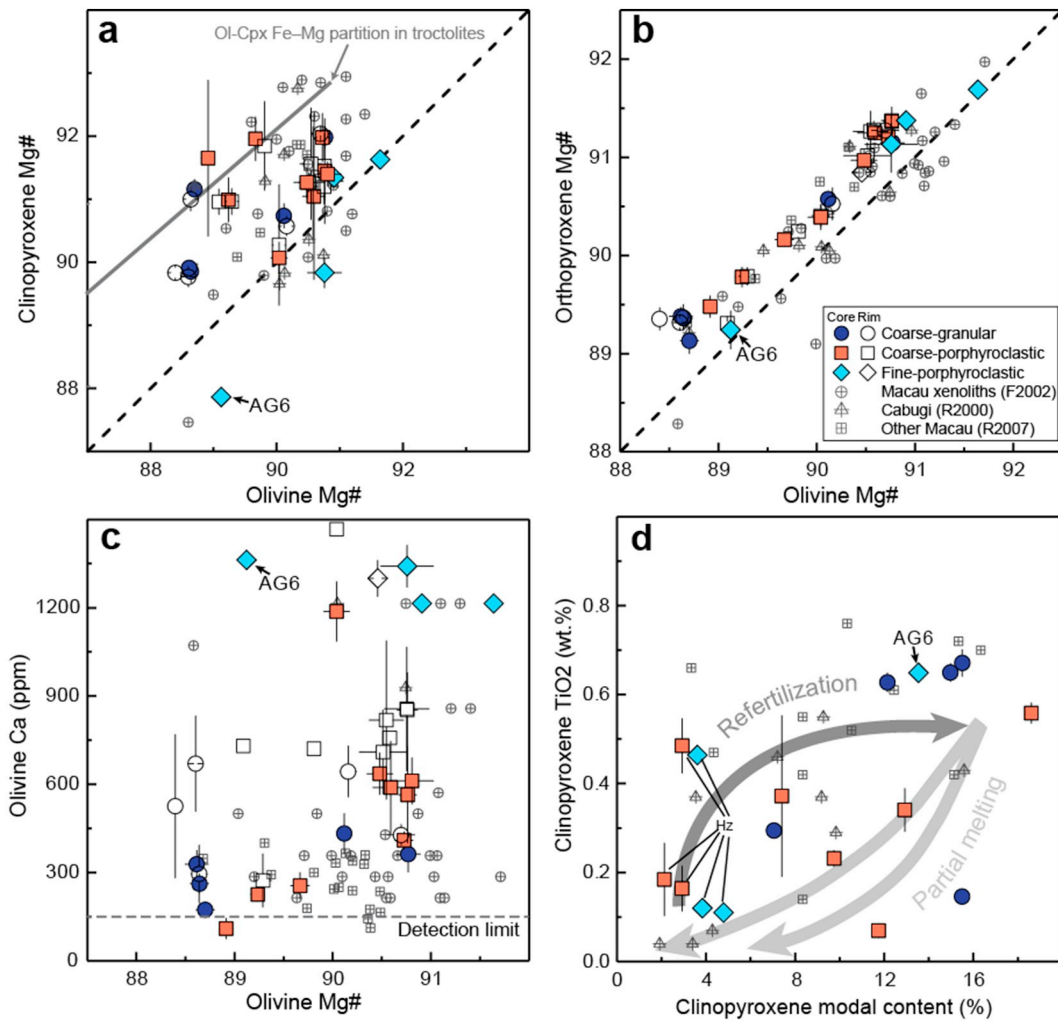 a
Ol-Cpx Fe–Mg partition in troctolites
Clinopyroxene Mg#
92
90
88
AG6
88
90
92
Olivine Mg#
b
Orthopyroxene Mg#
92
91
90
89
88
AG6
Core Rim
Coarse-granular
Coarse-porphyroclastic
Fine-porphyroclastic
Macau xenoliths (F2002)
Cabugi (R2000)
Other Macau (R2007)
88
89
90
91
92
Olivine Mg#
c
Olivine Ca (ppm)
1200
900
600
300
0
AG6
Detection limit
88
89
90
91
Olivine Mg#
d
Clinopyroxene TiO2 (wt.%)
0.8
0.6
0.4
0.2
0.0
AG6
Refertilization
Hz
Partial melting
0
4
8
12
16
Clinopyroxene modal content (%)